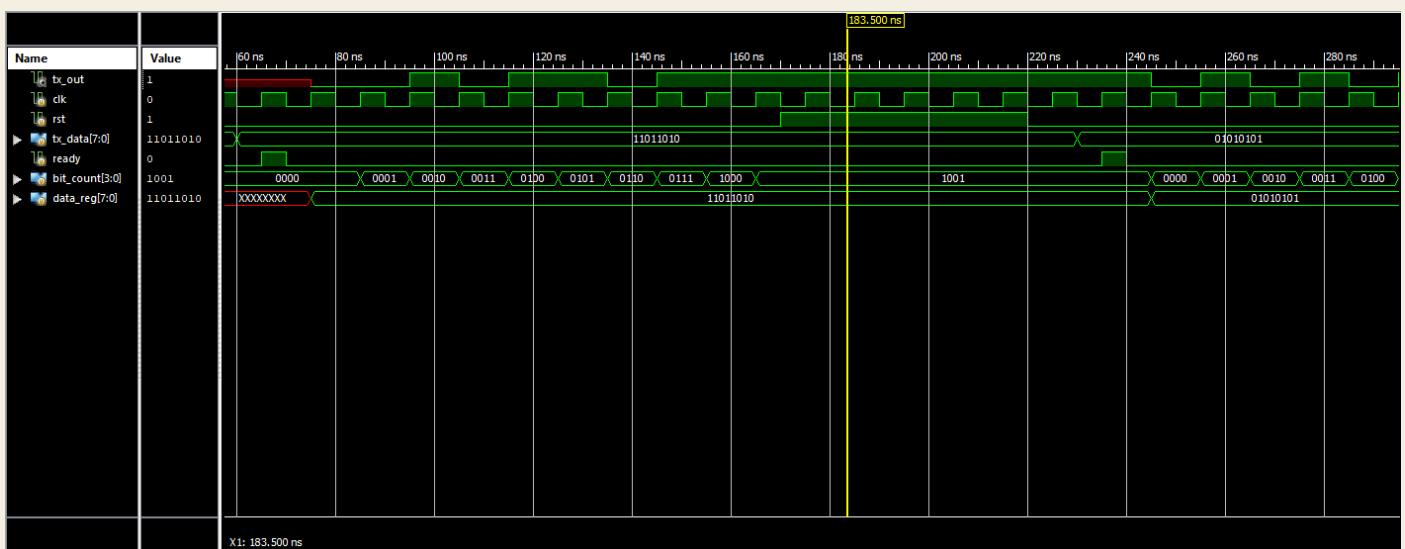 183.500 ns
Name Value 60 ns 80 ns 100 ns 120 ns 140 ns 160 ns 180 ns 200 ns 220 ns 240 ns 260 ns 280 ns
tx_out 1
clk 0
rst 1
tx_data[7:0] 11011010 11011010 01010101
ready 0
bit_count[3:0] 1001 0000 0001 0010 0011 0100 0101 0110 0111 1000 1001 0000 0001 0010 0011 0100
data_reg[7:0] 11011010 XXXXXXXX 11011010 01010101
X1: 183.500 ns